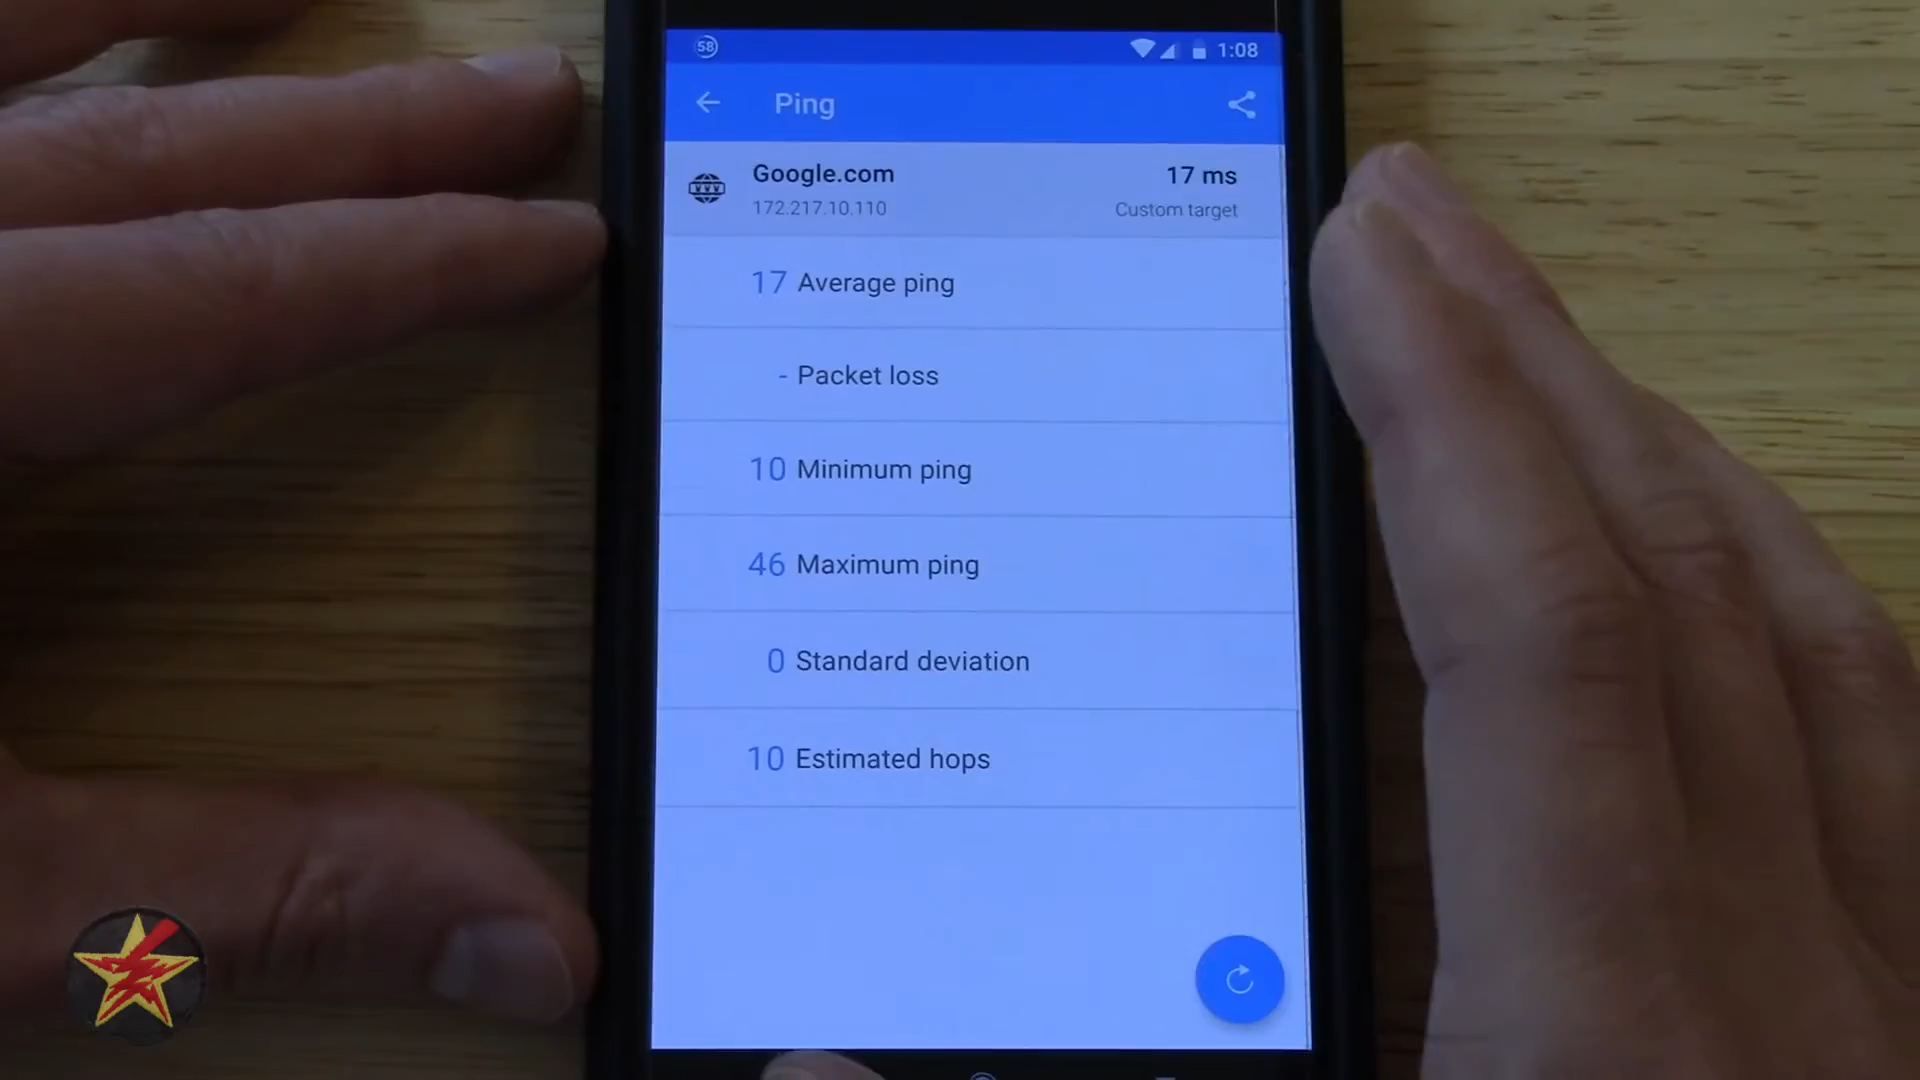 58
1:08
Ping
Google.com
17 ms
172.217.10.110
Custom target
17 Average ping
- Packet loss
10 Minimum ping
46 Maximum ping
0 Standard deviation
10 Estimated hops